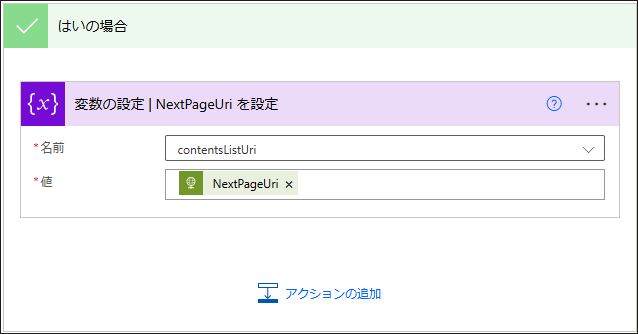 はいの場合
{x} 変数の設定 | NextPageUri を設定
*名前 contentsListUri
*値 NextPageUri
アクションの追加